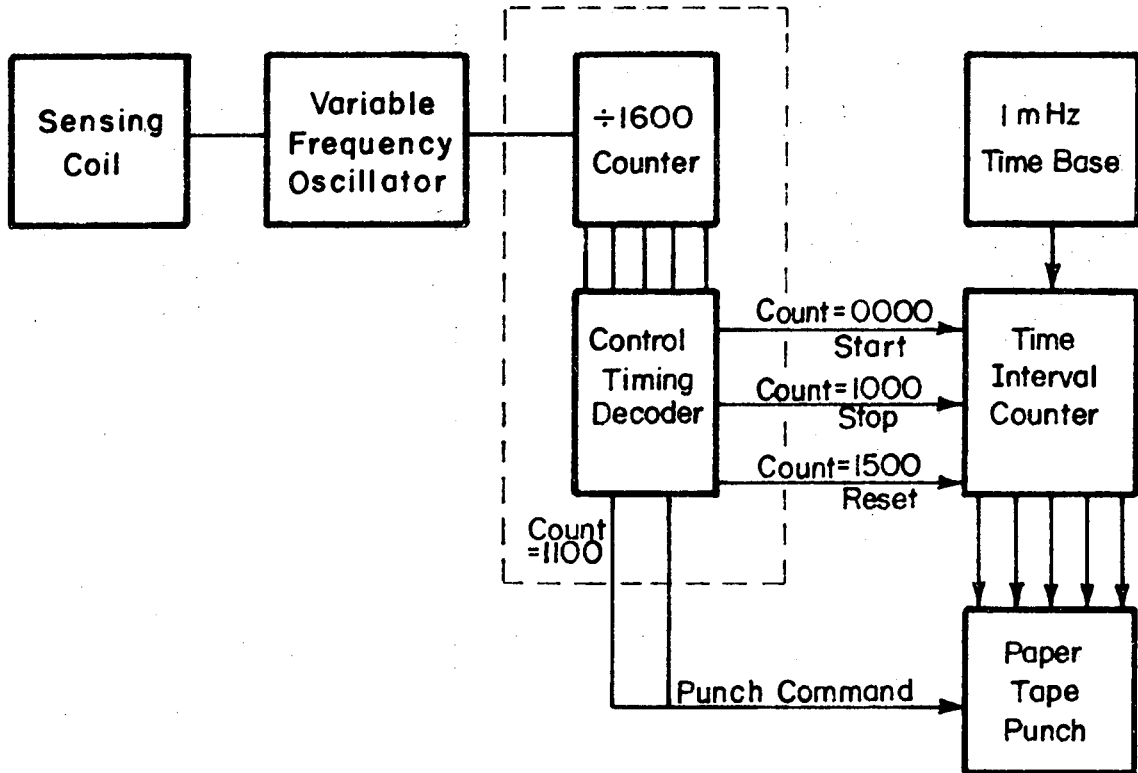 Sensing
Coil
Variable
Frequency
Oscillator
÷1600
Counter
1 mHz
Time Base
Control
Timing
Decoder
Count=0000
Start
Count=1000
Stop
Count=1500
Reset
Time
Interval
Counter
Count
=1100
Punch Command
Paper
Tape
Punch